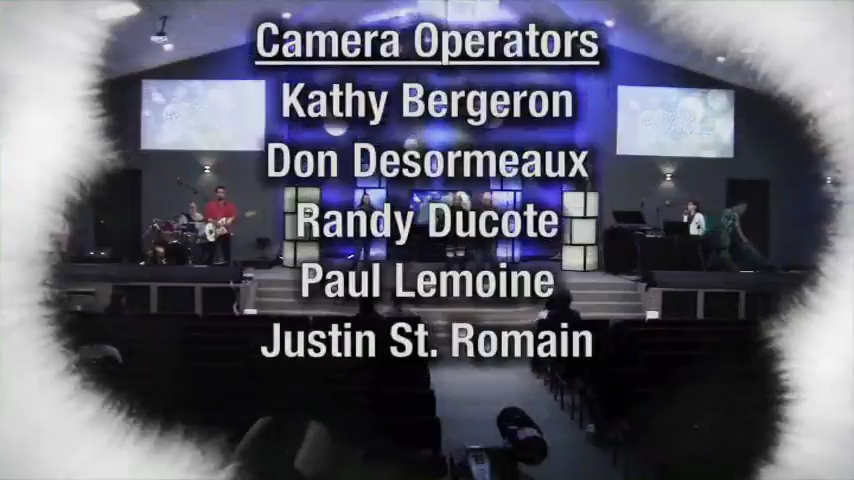 Camera Operators
Kathy Bergeron
Don Desormeaux
Randy Ducote
Paul Lemoine
Justin St. Romain